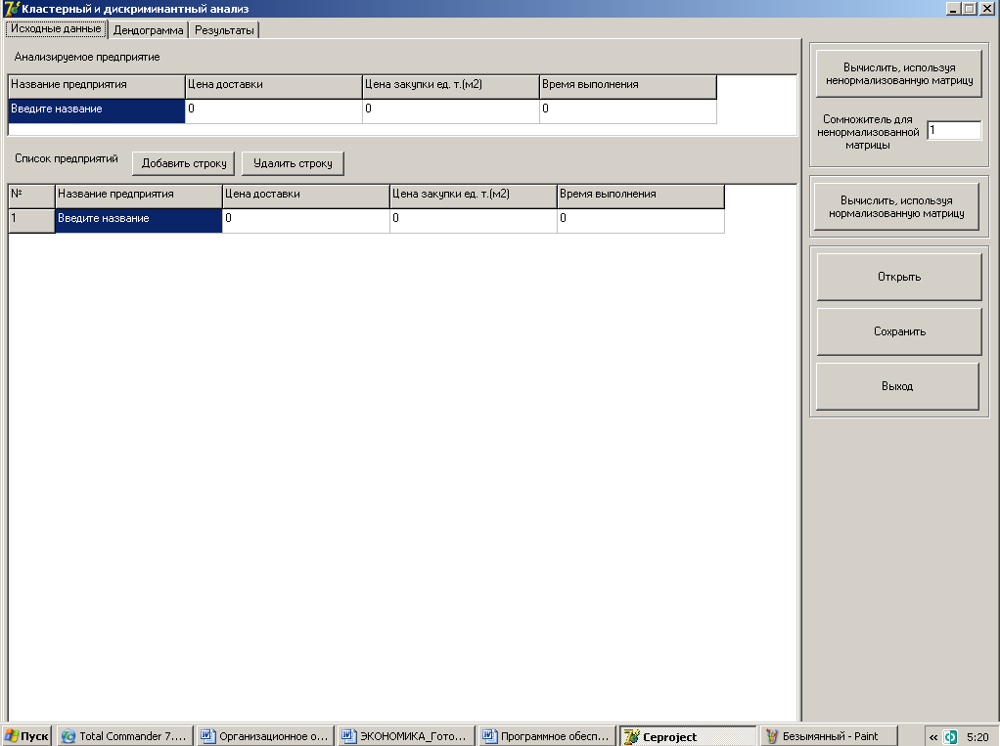 Кластерный и дискриминантный анализ
Исходные данные Дендограмма Результаты
Анализируемое предприятие
Название предприятия Цена доставки Цена закупки ед. т.(м2) Время выполнения
Введите название 0 0 0
Список предприятий Добавить строку Удалить строку
№ Название предприятия Цена доставки Цена закупки ед. т.(м2) Время выполнения
1 Введите название 0 0 0
Вычислить, используя
ненормализованную матрицу
Сомножитель для
ненормализованной
матрицы
1
Вычислить, используя
нормализованную матрицу
Открыть
Сохранить
Выход
Пуск Total Commander 7.... Организационное о... ЭКОНОМИКА_Гото... Программное обесп... Ceproject Безымянный - Paint « 5:20